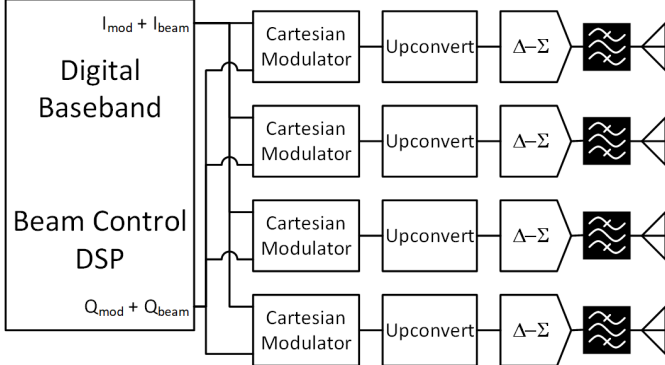 I_mod + I_beam
Digital
Baseband
Beam Control
DSP
Q_mod + Q_beam
Cartesian
Modulator
Upconvert
Δ–Σ
Cartesian
Modulator
Upconvert
Δ–Σ
Cartesian
Modulator
Upconvert
Δ–Σ
Cartesian
Modulator
Upconvert
Δ–Σ